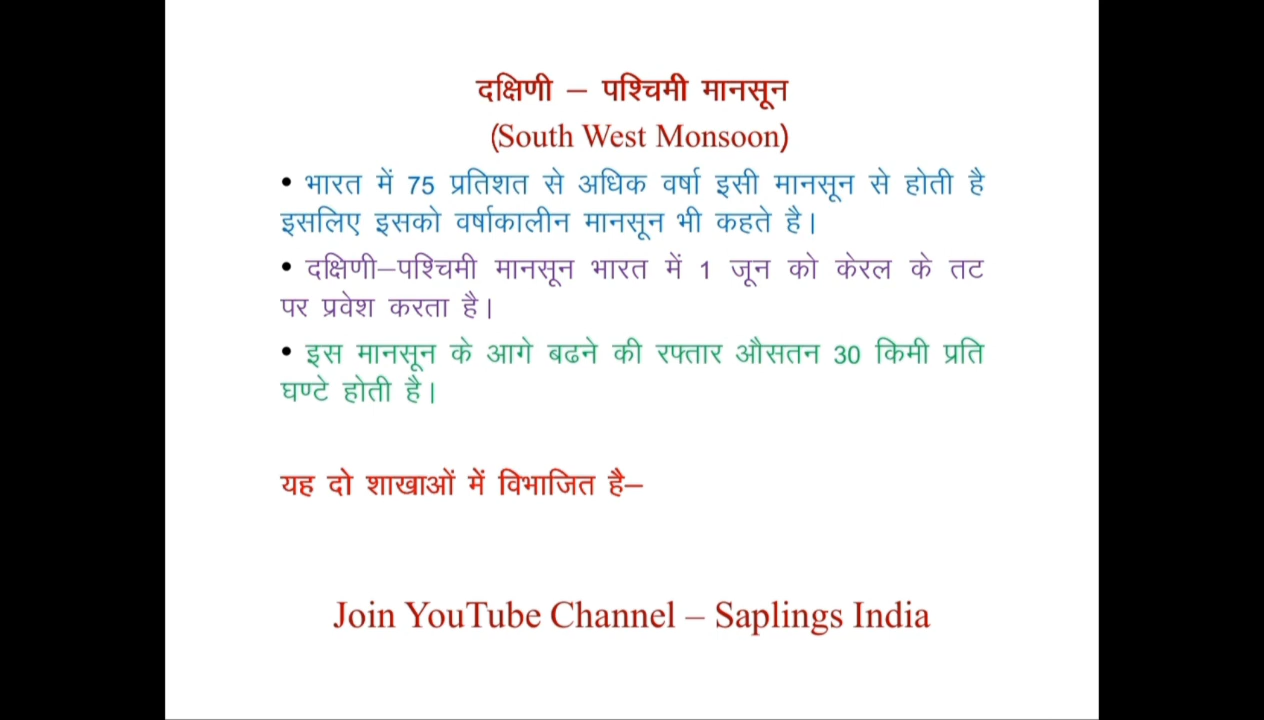 दक्षिणी – पश्चिमी मानसून
(South West Monsoon)
• भारत में 75 प्रतिशत से अधिक वर्षा इसी मानसून से होती है
इसलिए इसको वर्षाकालीन मानसून भी कहते है।
• दक्षिणी–पश्चिमी मानसून भारत में 1 जून को केरल के तट
पर प्रवेश करता है।
• इस मानसून के आगे बढने की रफ्तार औसतन 30 किमी प्रति
घण्टे होती है।
यह दो शाखाओं में विभाजित है–
Join YouTube Channel – Saplings India